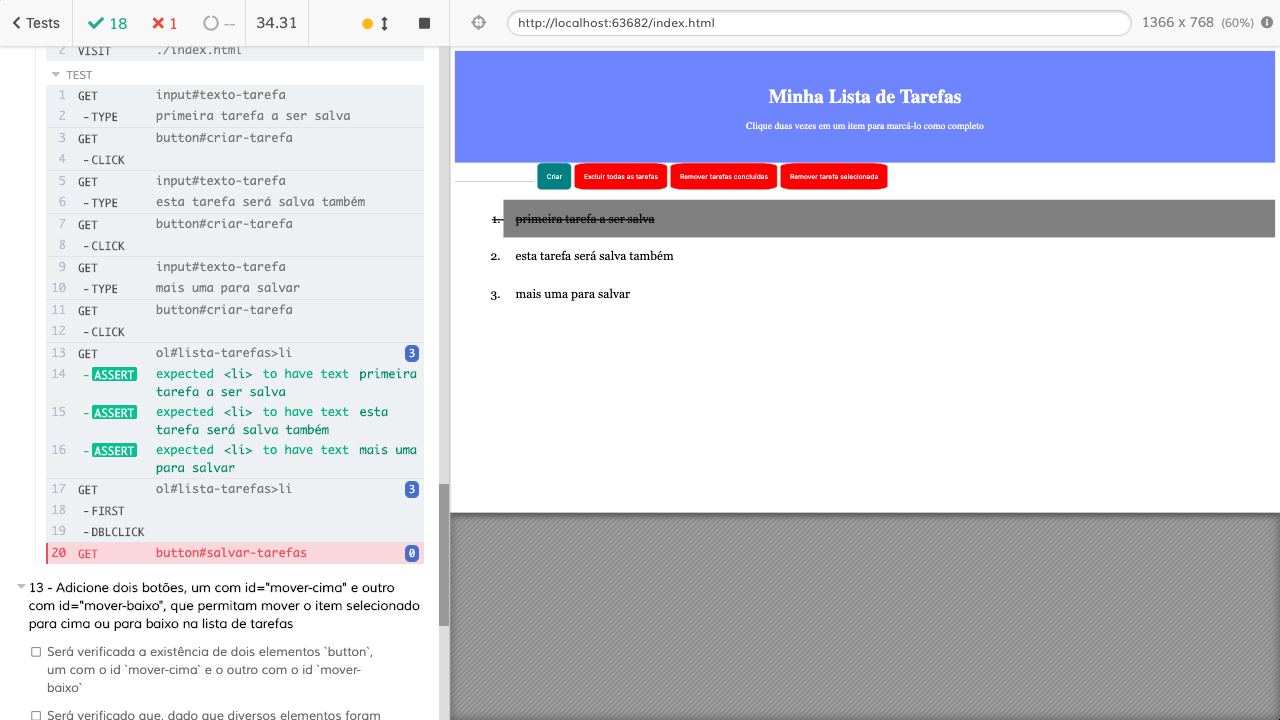 Tests
18
1
--
34.31
http://localhost:63682/index.html
1366 x 768 (60%)
2 VISIT ./index.html
TEST
1 GET input#texto-tarefa
2 -TYPE primeira tarefa a ser salva
3 GET button#criar-tarefa
4 -CLICK
5 GET input#texto-tarefa
6 -TYPE esta tarefa será salva também
7 GET button#criar-tarefa
8 -CLICK
9 GET input#texto-tarefa
10 -TYPE mais uma para salvar
11 GET button#criar-tarefa
12 -CLICK
13 GET ol#lista-tarefas>li 3
14 -ASSERT expected <li> to have text primeira
tarefa a ser salva
15 -ASSERT expected <li> to have text esta
tarefa será salva também
16 -ASSERT expected <li> to have text mais uma
para salvar
17 GET ol#lista-tarefas>li 3
18 -FIRST
19 -DBLCLICK
20 GET button#salvar-tarefas 0
13 - Adicione dois botões, um com id="mover-cima" e outro
com id="mover-baixo", que permitam mover o item selecionado
para cima ou para baixo na lista de tarefas
Será verificada a existência de dois elementos `button`,
um com o id `mover-cima` e o outro com o id `mover-
baixo`
Será verificado que, dado que diversos elementos foram
Minha Lista de Tarefas
Clique duas vezes em um item para marcá-lo como completo
Criar
Excluir todas as tarefas
Remover tarefas concluídas
Remover tarefa selecionada
1. primeira tarefa a ser salva
2. esta tarefa será salva também
3. mais uma para salvar